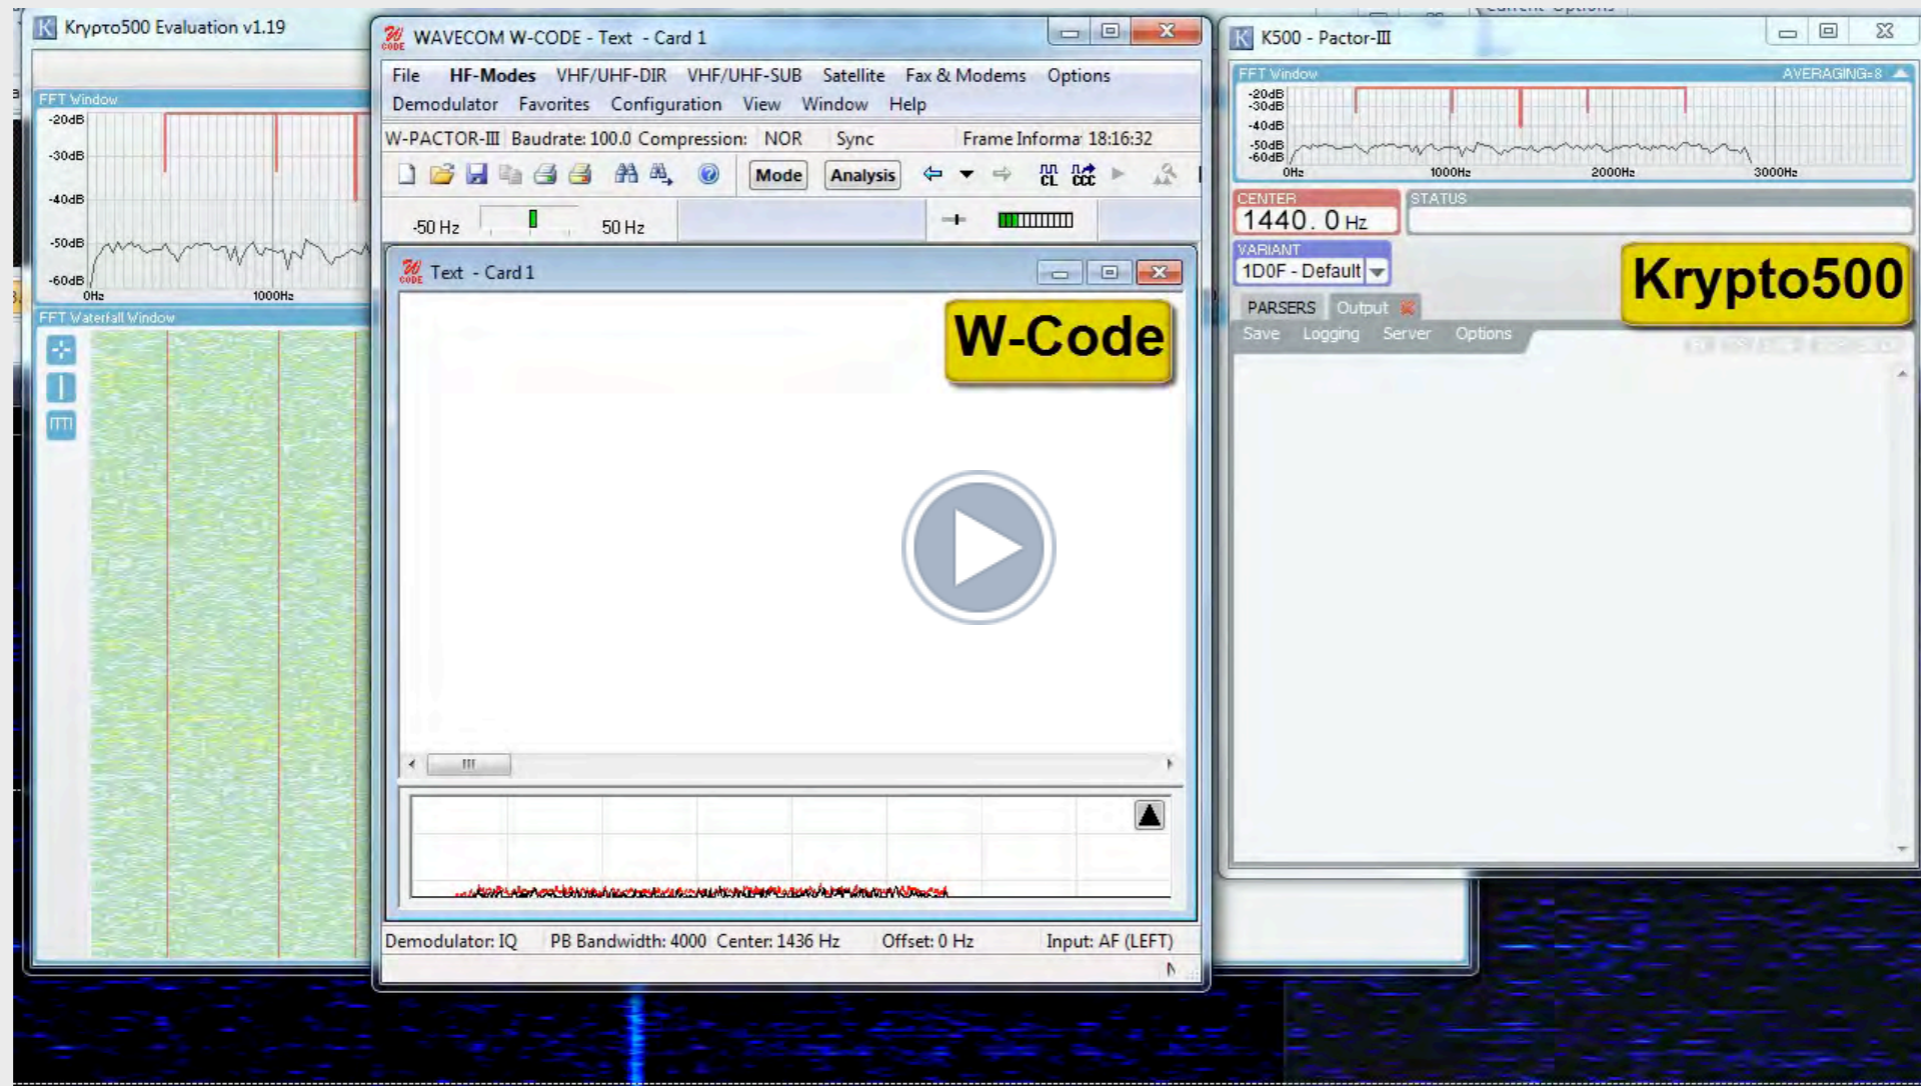 Krypto500 Evaluation v1.19
FFT Window
-20dB
-30dB
-40dB
-50dB
-60dB
0Hz 1000Hz
FFT Waterfall Window
WAVECOM W-CODE - Text - Card 1
File HF-Modes VHF/UHF-DIR VHF/UHF-SUB Satellite Fax & Modems Options
Demodulator Favorites Configuration View Window Help
W-PACTOR-III Baudrate: 100.0 Compression: NOR Sync Frame Informa 18:16:32
Mode Analysis
-50 Hz 50 Hz
Text - Card 1
W-Code
Demodulator: IQ PB Bandwidth: 4000 Center: 1436 Hz Offset: 0 Hz Input: AF (LEFT)
K500 - Pactor-III
FFT Window AVERAGING=8
-20dB
-30dB
-40dB
-50dB
-60dB
0Hz 1000Hz 2000Hz 3000Hz
CENTER STATUS
1440. 0 Hz
VARIANT
1D0F - Default
Krypto500
PARSERS Output
Save Logging Server Options